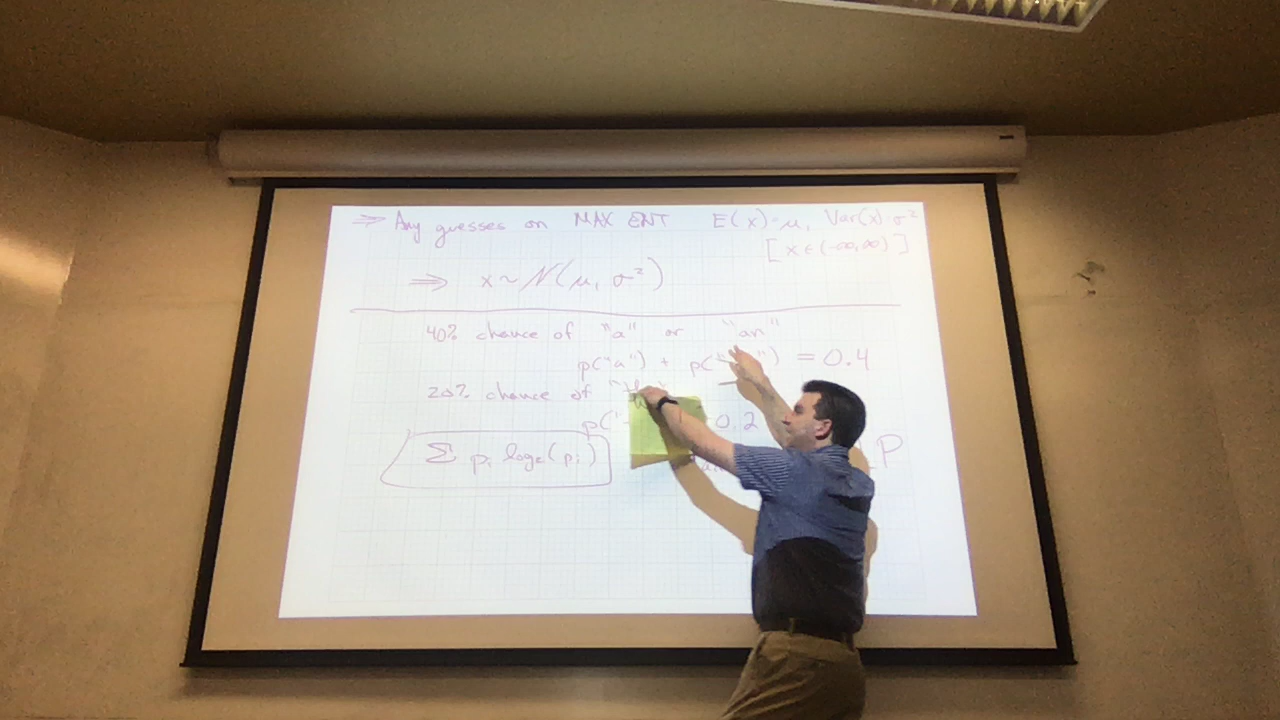 ⇒ Any guesses on MAX ENT E(x)=μ, Var(x)=σ²
[x ∈ (-∞,∞)]
⇒ x ~ N(μ, σ²)
40% chance of "a" or "an"
p("a") + p(" ") = 0.4
20% chance of
p(" = 0.2
Σ pᵢ logₑ(pᵢ) P